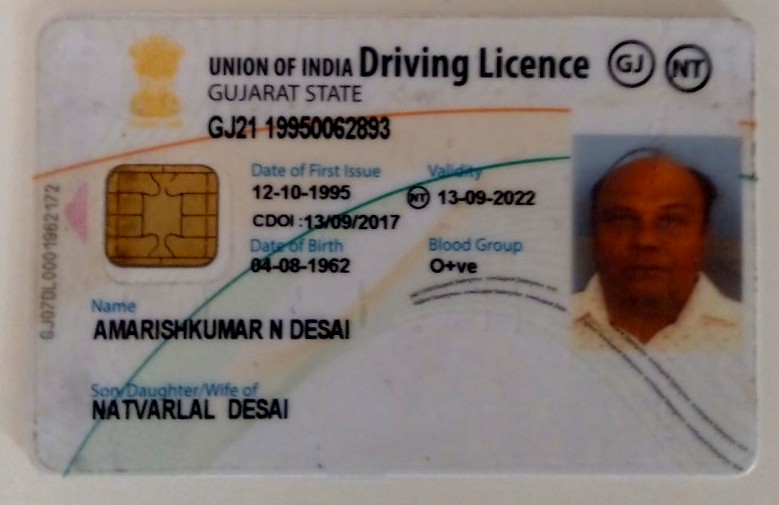 UNION OF INDIA Driving Licence GJ NT
GUJARAT STATE
GJ21 19950062893
Date of First Issue Validity
12-10-1995 NT 13-09-2022
CDOI :13/09/2017
Date of Birth Blood Group
04-08-1962 O+ve
Name
AMARISHKUMAR N DESAI
Son/Daughter/Wife of
NATVARLAL DESAI
GJ07DL0001962172